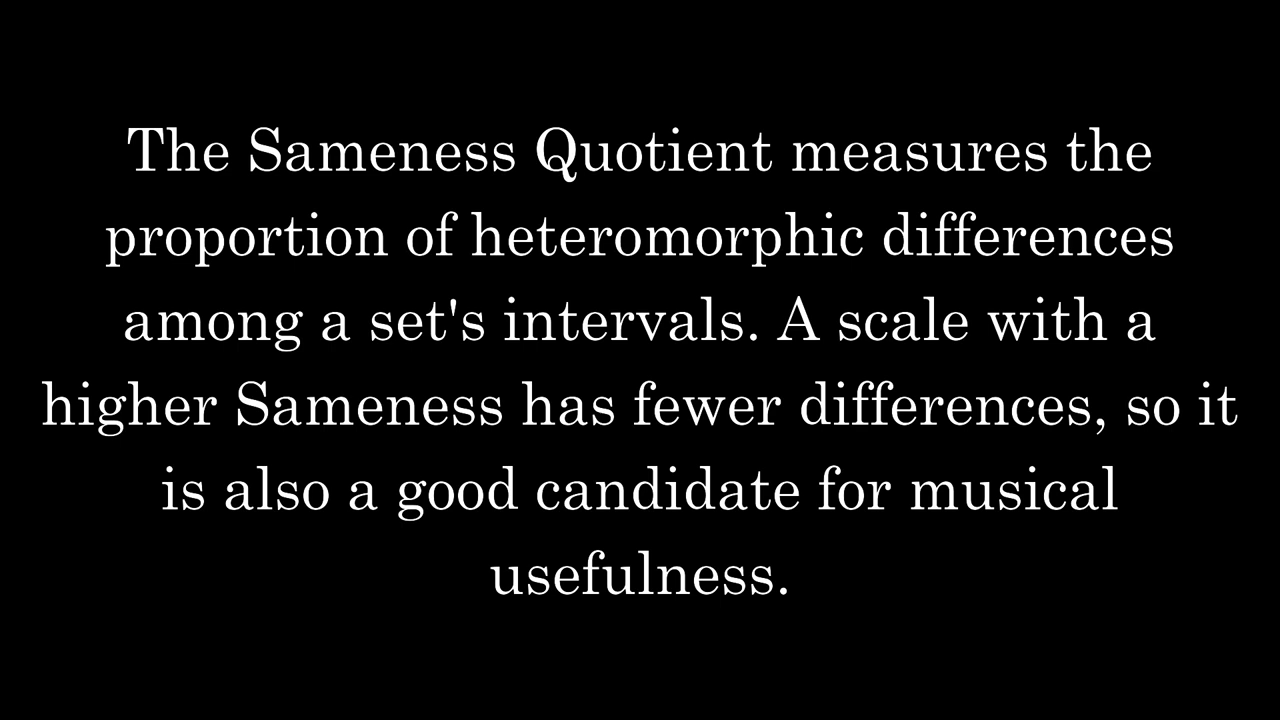 The Sameness Quotient measures the
proportion of heteromorphic differences
among a set's intervals. A scale with a
higher Sameness has fewer differences, so it
is also a good candidate for musical
usefulness.